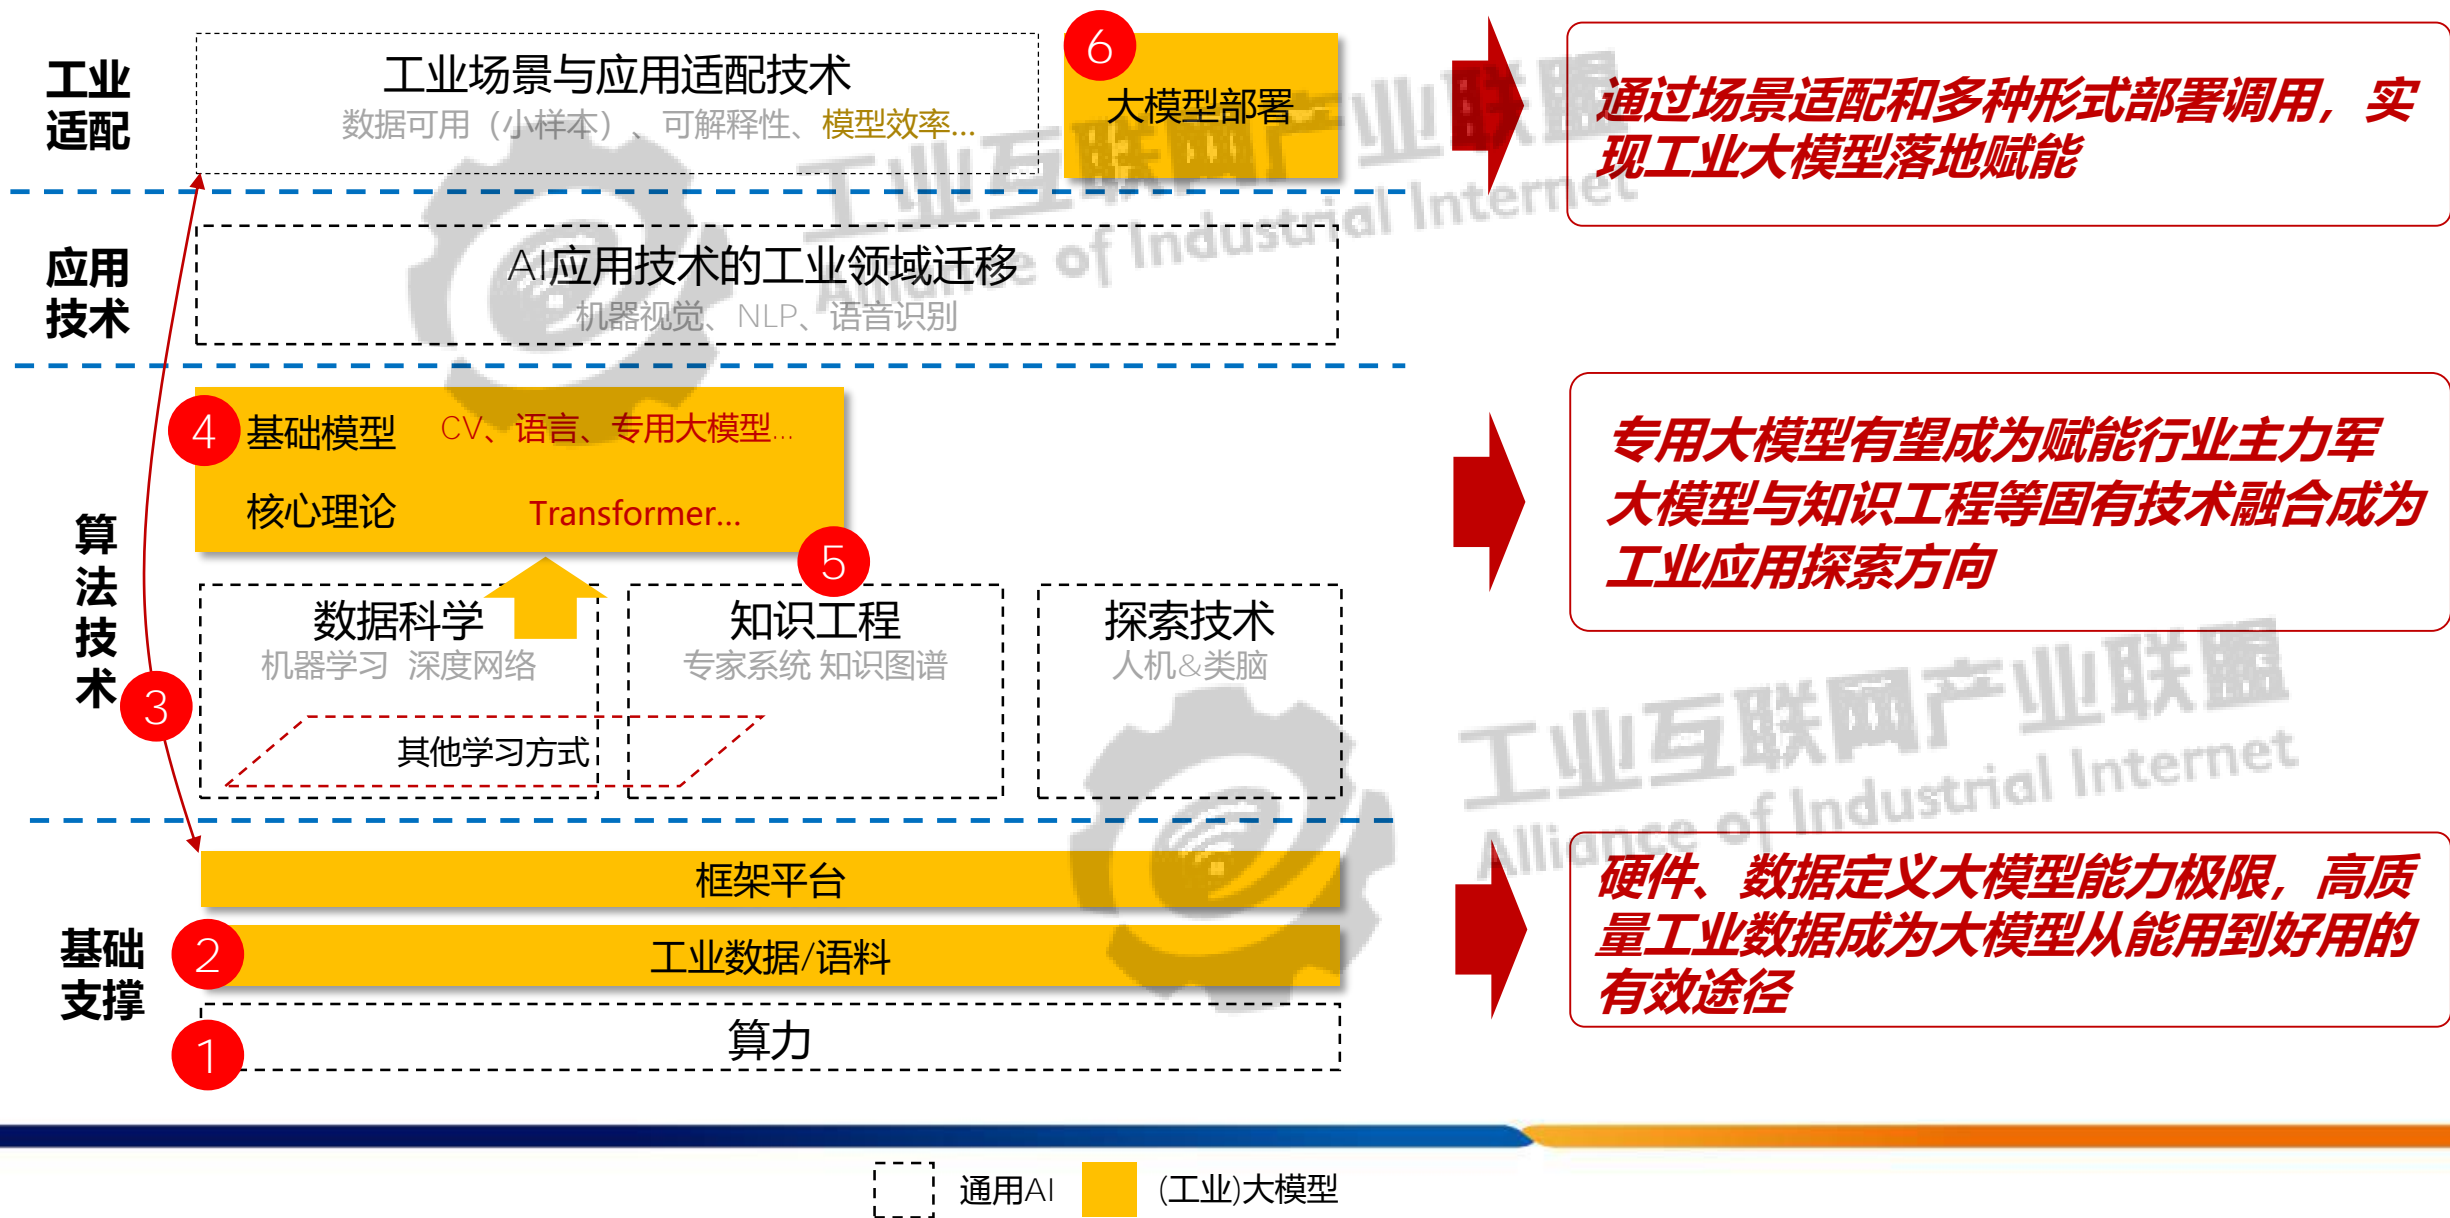 工业
适配
工业场景与应用适配技术
数据可用（小样本）、可解释性、模型效率...
6
大模型部署
通过场景适配和多种形式部署调用，实
现工业大模型落地赋能
应用
技术
AI应用技术的工业领域迁移
机器视觉、NLP、语音识别
工业互联网产业联盟
Alliance of Industrial Internet
算
法
技
术
4
基础模型 CV、语言、专用大模型...
核心理论 Transformer...
5
专用大模型有望成为赋能行业主力军
大模型与知识工程等固有技术融合成为
工业应用探索方向
数据科学
机器学习 深度网络
知识工程
专家系统 知识图谱
探索技术
人机&类脑
3
其他学习方式
工业互联网产业联盟
Alliance of Industrial Internet
基础
支撑
框架平台
2
工业数据/语料
1
算力
硬件、数据定义大模型能力极限，高质
量工业数据成为大模型从能用到好用的
有效途径
通用AI
(工业)大模型